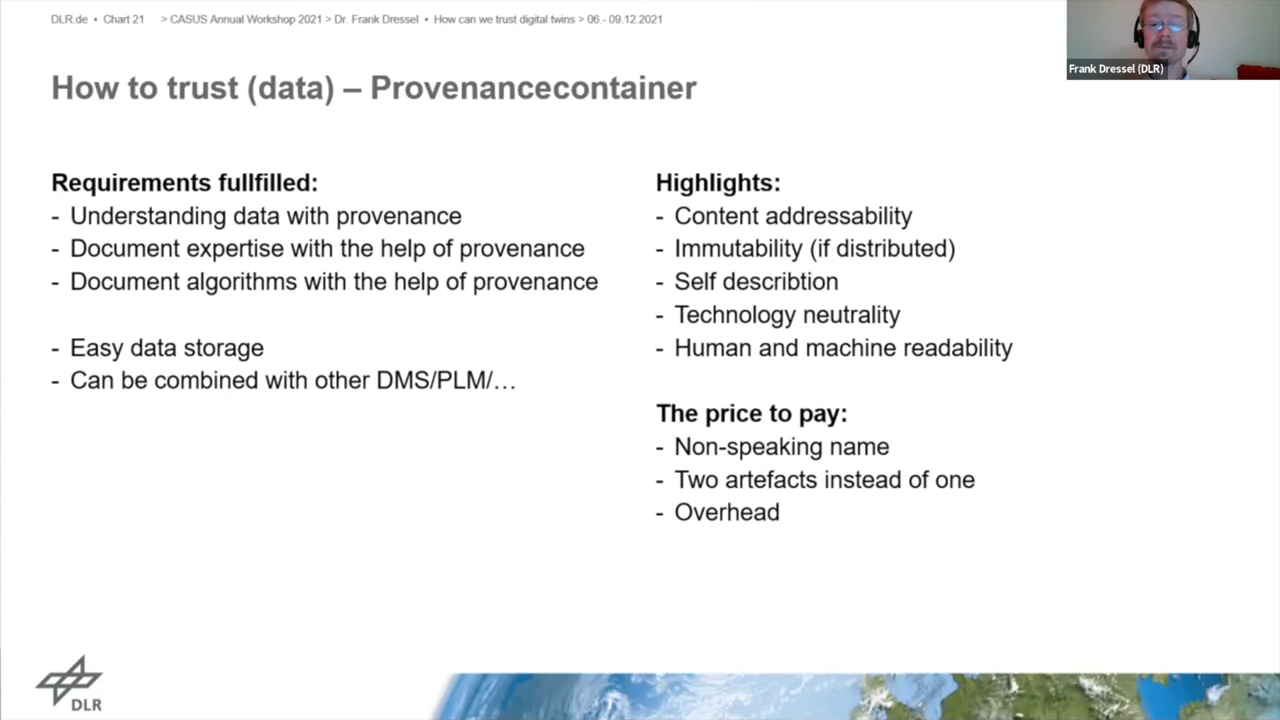 DLR.de • Chart 21 > CASUS Annual Workshop 2021 > Dr. Frank Dressel • How can we trust digital twins > 06.- 09.12.2021
Frank Dressel (DLR)
How to trust (data) – Provenancecontainer
Requirements fullfilled:
- Understanding data with provenance
- Document expertise with the help of provenance
- Document algorithms with the help of provenance
- Easy data storage
- Can be combined with other DMS/PLM/…
Highlights:
- Content addressability
- Immutability (if distributed)
- Self describtion
- Technology neutrality
- Human and machine readability
The price to pay:
- Non-speaking name
- Two artefacts instead of one
- Overhead
DLR